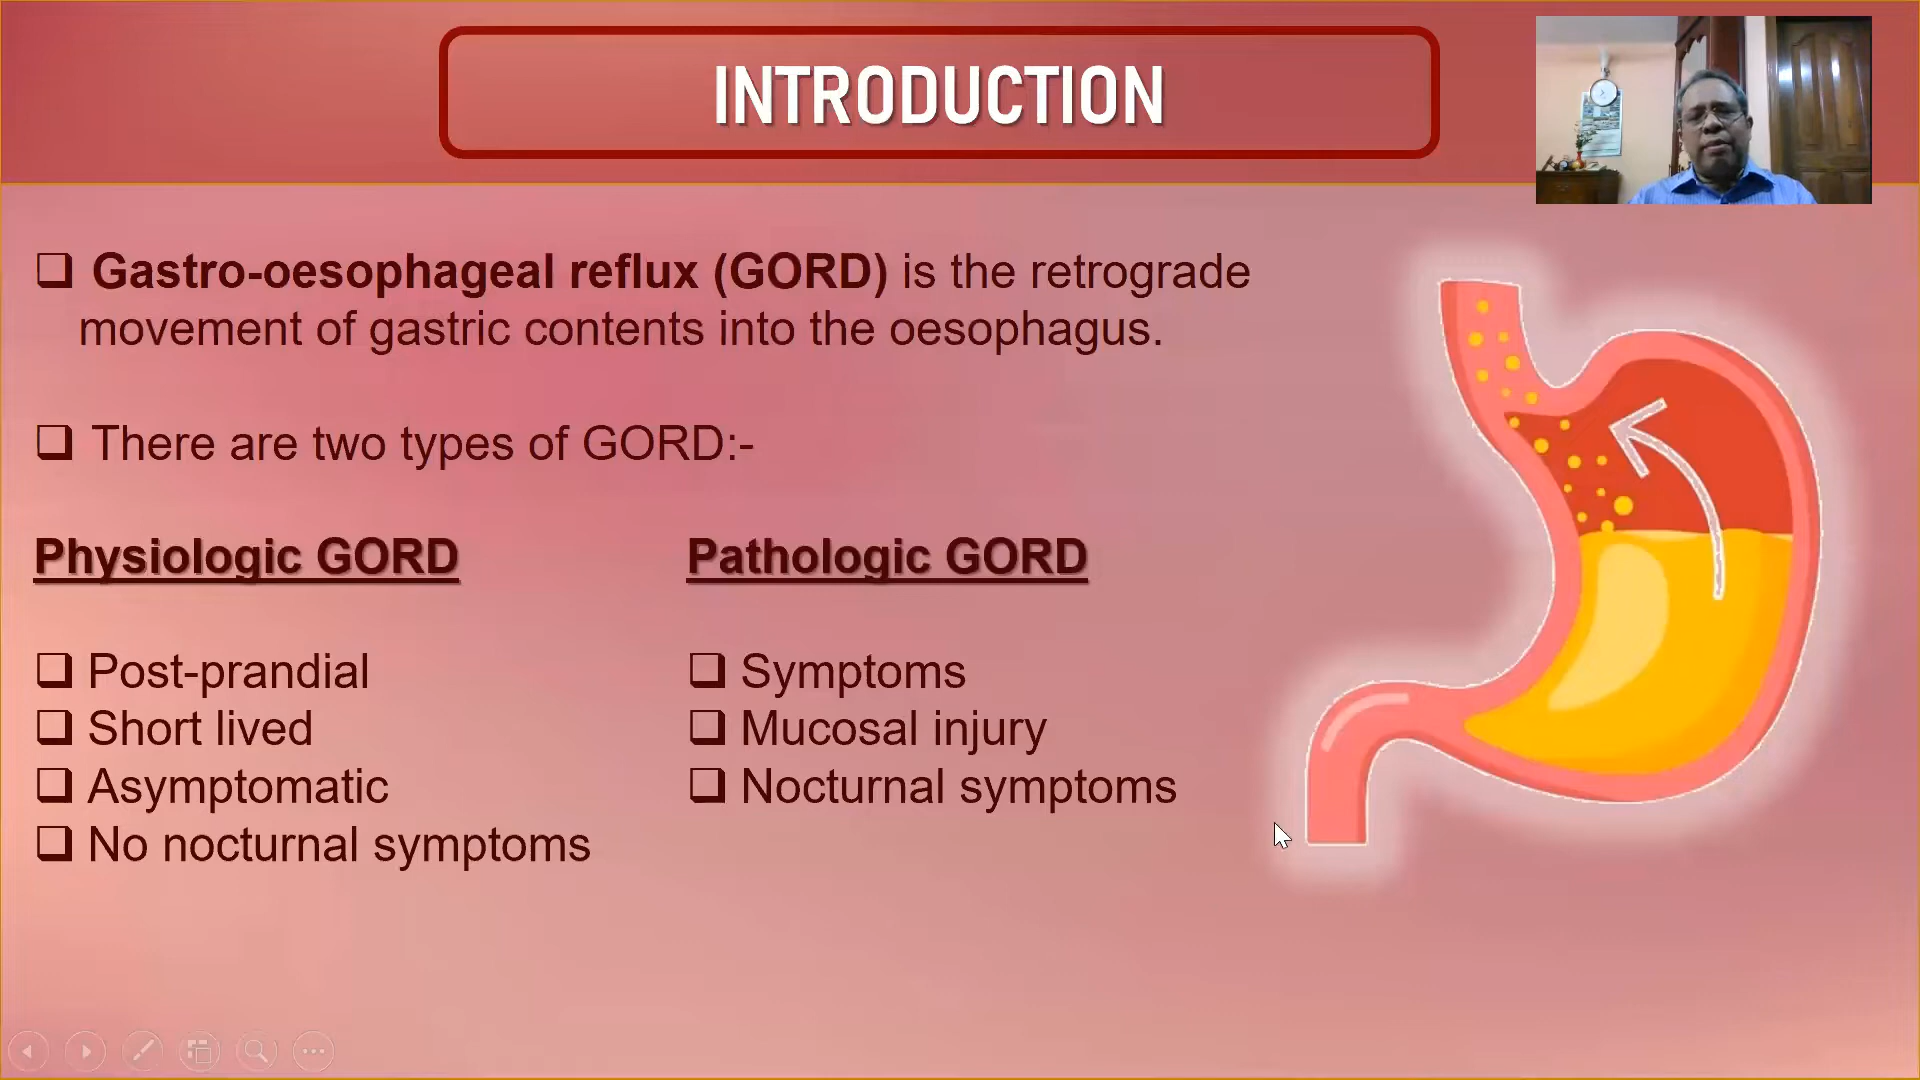 INTRODUCTION
Gastro-oesophageal reflux (GORD) is the retrograde
movement of gastric contents into the oesophagus.
There are two types of GORD:-
Physiologic GORD
Post-prandial
Short lived
Asymptomatic
No nocturnal symptoms
Pathologic GORD
Symptoms
Mucosal injury
Nocturnal symptoms